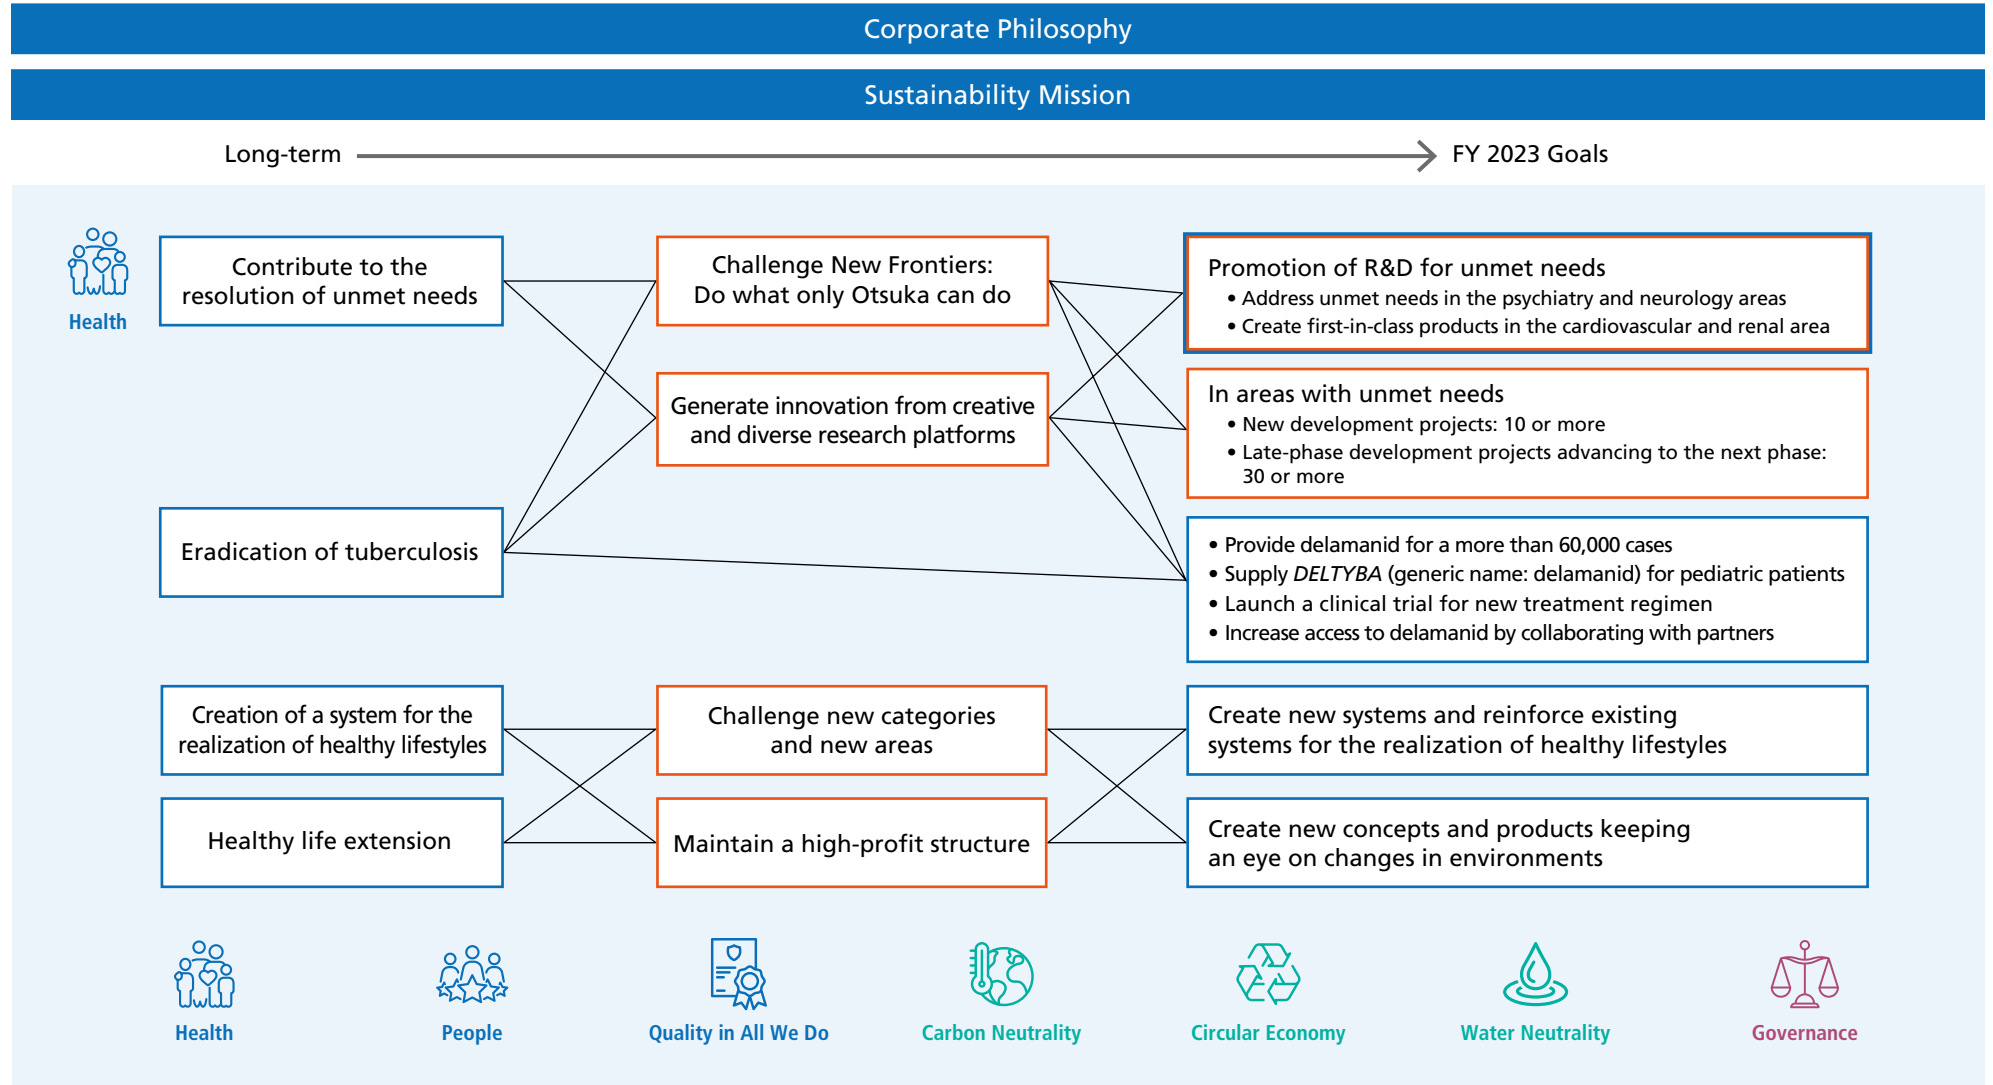 Corporate Philosophy
Sustainability Mission
Long-term
FY 2023 Goals
Health
Contribute to the
resolution of unmet needs
Challenge New Frontiers:
Do what only Otsuka can do
Promotion of R&D for unmet needs
• Address unmet needs in the psychiatry and neurology areas
• Create first-in-class products in the cardiovascular and renal area
Generate innovation from creative
and diverse research platforms
In areas with unmet needs
• New development projects: 10 or more
• Late-phase development projects advancing to the next phase:
30 or more
Eradication of tuberculosis
• Provide delamanid for a more than 60,000 cases
• Supply DELTYBA (generic name: delamanid) for pediatric patients
• Launch a clinical trial for new treatment regimen
• Increase access to delamanid by collaborating with partners
Creation of a system for the
realization of healthy lifestyles
Challenge new categories
and new areas
Create new systems and reinforce existing
systems for the realization of healthy lifestyles
Healthy life extension
Maintain a high-profit structure
Create new concepts and products keeping
an eye on changes in environments
Health
People
Quality in All We Do
Carbon Neutrality
Circular Economy
Water Neutrality
Governance